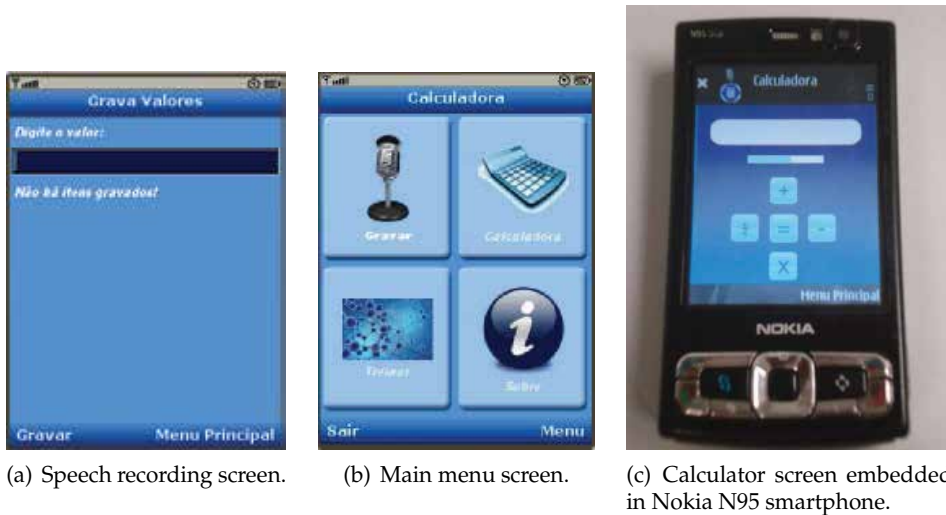 Grava Valores
Digite o valor:
Não há itens gravados!
Gravar Menu Principal
(a) Speech recording screen.
Calculadora
Gravar Calculadora
Treinar Sobre
Sair Menu
(b) Main menu screen.
Calculadora
+
÷ = -
X
Menu Principal
NOKIA
(c) Calculator screen embedded
in Nokia N95 smartphone.